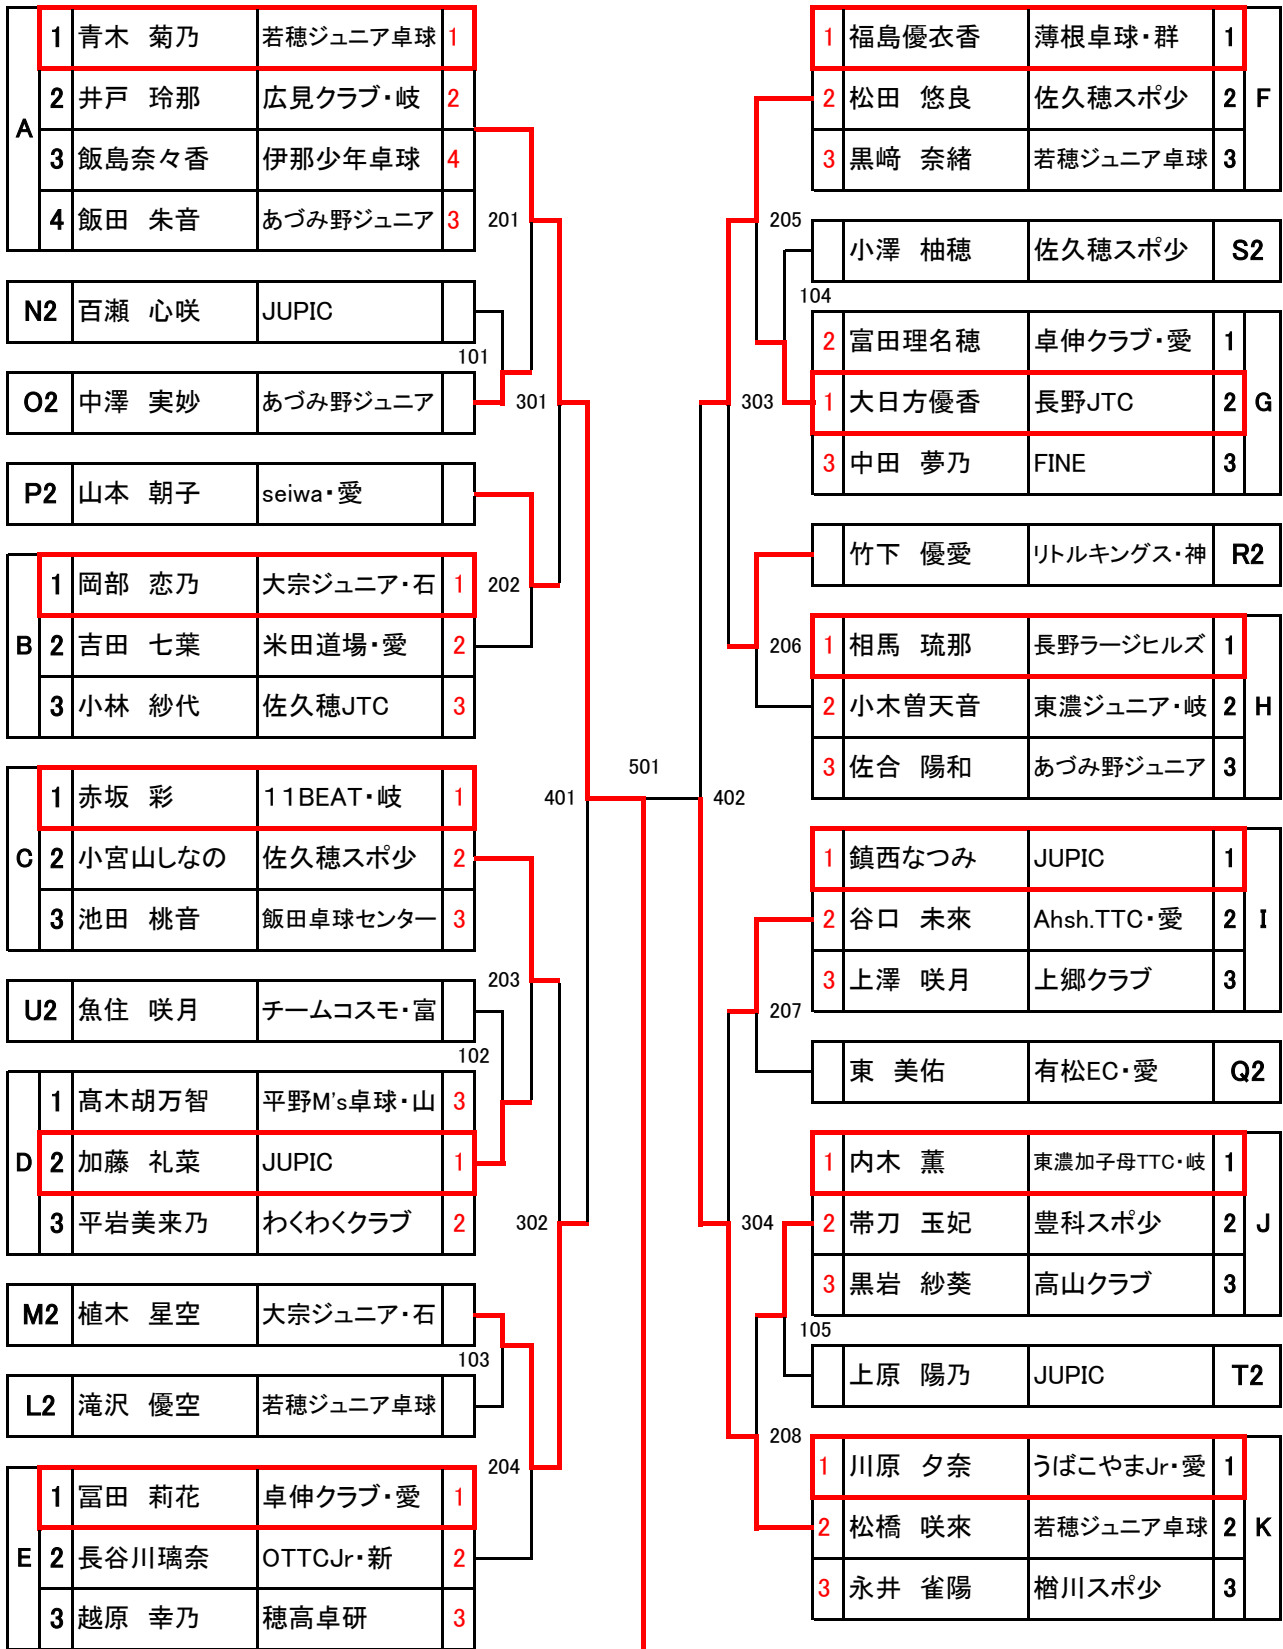 A
1 青木 菊乃 若穂ジュニア卓球 1
2 井戸 玲那 広見クラブ・岐 2
3 飯島奈々香 伊那少年卓球 4
4 飯田 朱音 あづみ野ジュニア 3
201
N2 百瀬 心咲 JUPIC
101
O2 中澤 実妙 あづみ野ジュニア
301
P2 山本 朝子 seiwa・愛
B
1 岡部 恋乃 大宗ジュニア・石 1
202
2 吉田 七葉 米田道場・愛 2
3 小林 紗代 佐久穂JTC 3
C
1 赤坂 彩 11BEAT・岐 1
401
2 小宮山しなの 佐久穂スポ少 2
3 池田 桃音 飯田卓球センター 3
203
U2 魚住 咲月 チームコスモ・富
102
D
1 髙木胡万智 平野M's卓球・山 3
2 加藤 礼菜 JUPIC 1
3 平岩美来乃 わくわくクラブ 2
302
M2 植木 星空 大宗ジュニア・石
103
L2 滝沢 優空 若穂ジュニア卓球
204
E
1 冨田 莉花 卓伸クラブ・愛 1
2 長谷川璃奈 OTTCJr・新 2
3 越原 幸乃 穂高卓研 3
501
1 福島優衣香 薄根卓球・群 1
2 松田 悠良 佐久穂スポ少 2
F
3 黒﨑 奈緒 若穂ジュニア卓球 3
205
小澤 柚穂 佐久穂スポ少 S2
104
2 富田理名穂 卓伸クラブ・愛 1
303
1 大日方優香 長野JTC 2
G
3 中田 夢乃 FINE 3
竹下 優愛 リトルキングス・神 R2
206
1 相馬 琉那 長野ラージヒルズ 1
2 小木曽天音 東濃ジュニア・岐 2
H
3 佐合 陽和 あづみ野ジュニア 3
402
1 鎮西なつみ JUPIC 1
2 谷口 未來 Ahsh.TTC・愛 2
I
3 上澤 咲月 上郷クラブ 3
207
東 美佑 有松EC・愛 Q2
1 内木 薫 東濃加子母TTC・岐 1
304
2 帯刀 玉妃 豊科スポ少 2
J
3 黒岩 紗葵 高山クラブ 3
105
上原 陽乃 JUPIC T2
208
1 川原 夕奈 うばこやまJr・愛 1
2 松橋 咲來 若穂ジュニア卓球 2
K
3 永井 雀陽 楢川スポ少 3